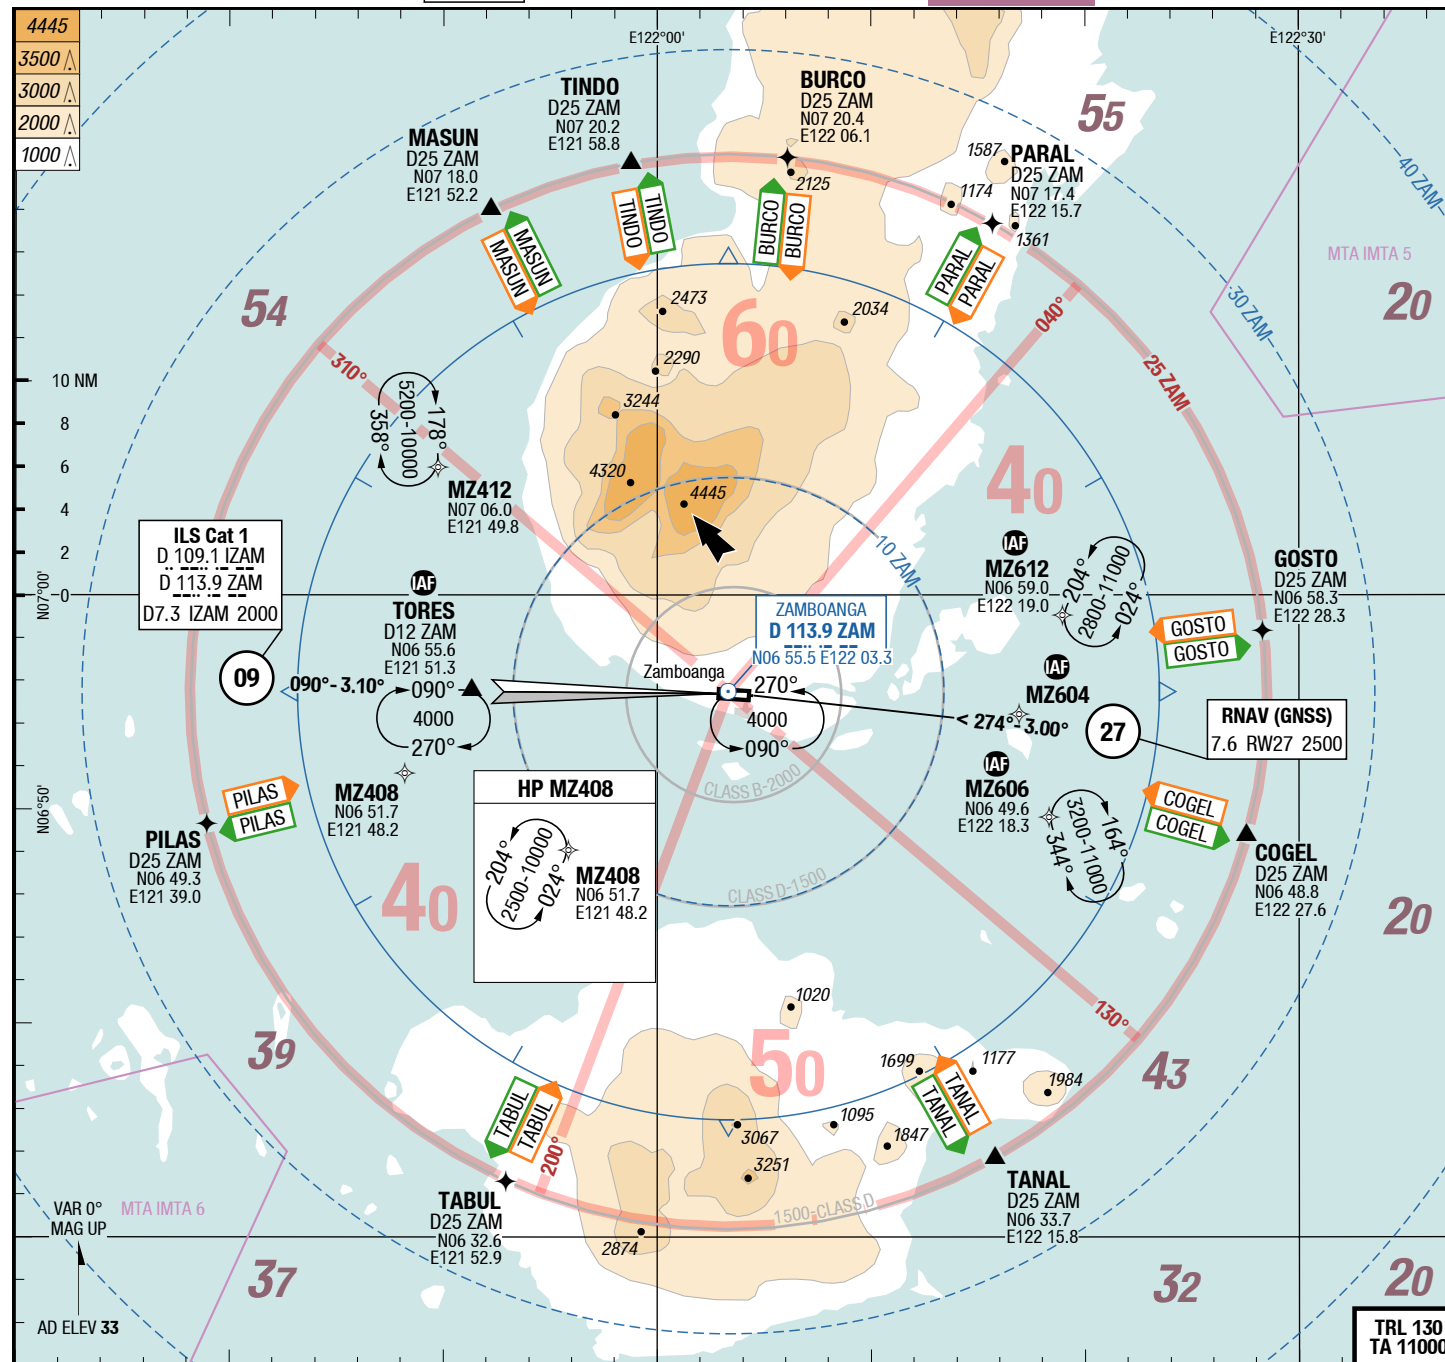 4445
3500
3000
2000
1000
E122°00'
E122°30'
TINDO
D25 ZAM
N07 20.2
E121 58.8
BURCO
D25 ZAM
N07 20.4
E122 06.1
55
MASUN
D25 ZAM
N07 18.0
E121 52.2
1587
PARAL
D25 ZAM
N07 17.4
E122 15.7
2125
1174
1361
40 ZAM
TINDO
TINDO
BURCO
BURCO
MASUN
MASUN
PARAL
PARAL
MTA IMTA 5
54
20
30 ZAM
2473
60
2034
040°
310°
2290
25 ZAM
10 NM
8
6
4
2
0
5200-10000
358°
178°
3244
4320
4445
40
MZ412
N07 06.0
E121 49.8
ILS Cat 1
D 109.1 IZAM
D 113.9 ZAM
D7.3 IZAM 2000
10 ZAM
IAF
MZ612
N06 59.0
E122 19.0
204°
2800-11000
024°
GOSTO
D25 ZAM
N06 58.3
E122 28.3
N07°00'
IAF
TORES
D12 ZAM
N06 55.6
E121 51.3
ZAMBOANGA
D 113.9 ZAM
N06 55.5 E122 03.3
GOSTO
GOSTO
Zamboanga
09
090°-3.10°
090°
4000
270°
270°
4000
090°
IAF
MZ604
< 274°-3.00°
27
RNAV (GNSS)
7.6 RW27 2500
MZ408
N06 51.7
E121 48.2
HP MZ408
204°
2500-10000
024°
MZ408
N06 51.7
E121 48.2
CLASS B-2000
CLASS D-1500
IAF
MZ606
N06 49.6
E122 18.3
3200-11000
164°
344°
PILAS
PILAS
COGEL
COGEL
N06°50'
PILAS
D25 ZAM
N06 49.3
E121 39.0
COGEL
D25 ZAM
N06 48.8
E122 27.6
40
20
1020
130°
39
50
1699
1177
1984
43
TABUL
TABUL
TANAL
TANAL
3067
1095
1847
200°
3251
TABUL
D25 ZAM
N06 32.6
E121 52.9
TANAL
D25 ZAM
N06 33.7
E122 15.8
1500-CLASS D
2874
VAR 0°
MAG UP
MTA IMTA 6
37
32
20
AD ELEV 33
TRL 130
TA 11000